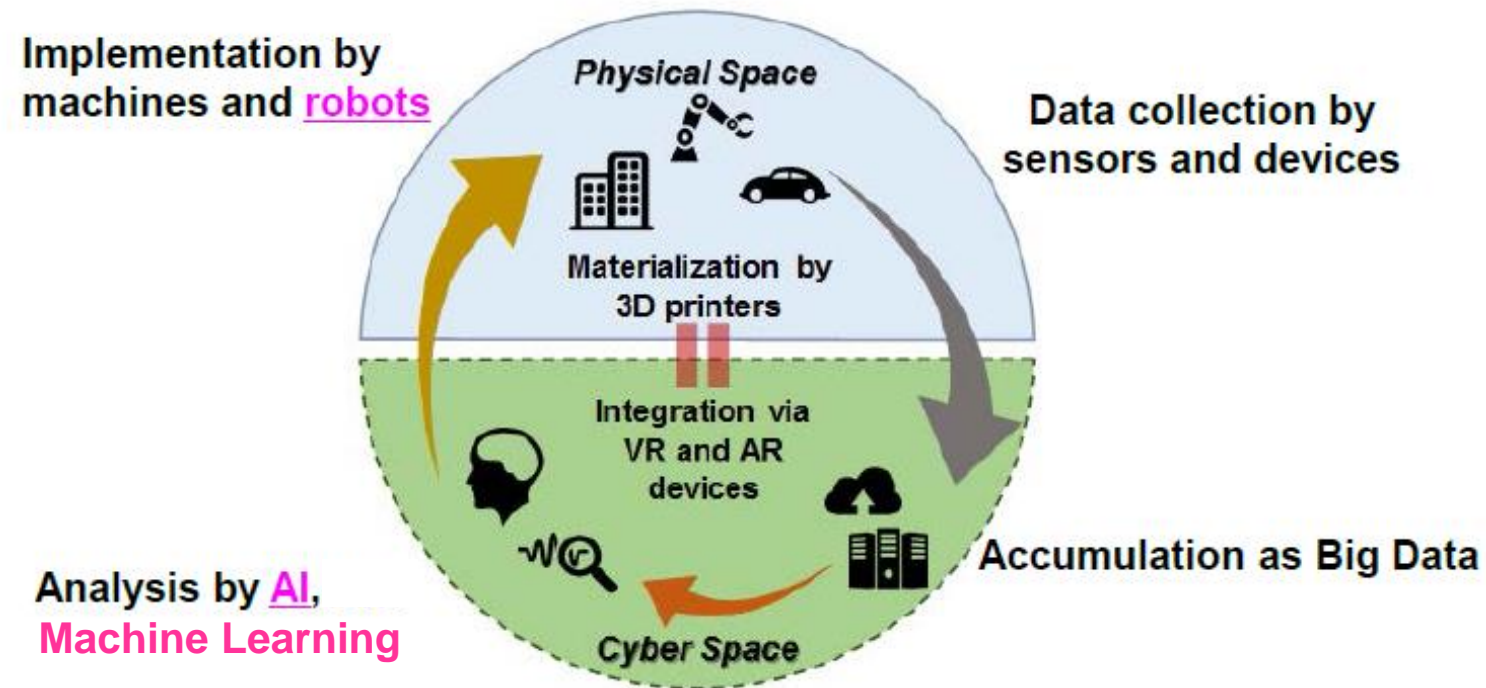 Implementation by
machines and robots
Physical Space
Data collection by
sensors and devices
Materialization by
3D printers
Integration via
VR and AR
devices
Accumulation as Big Data
Analysis by AI,
Machine Learning
Cyber Space